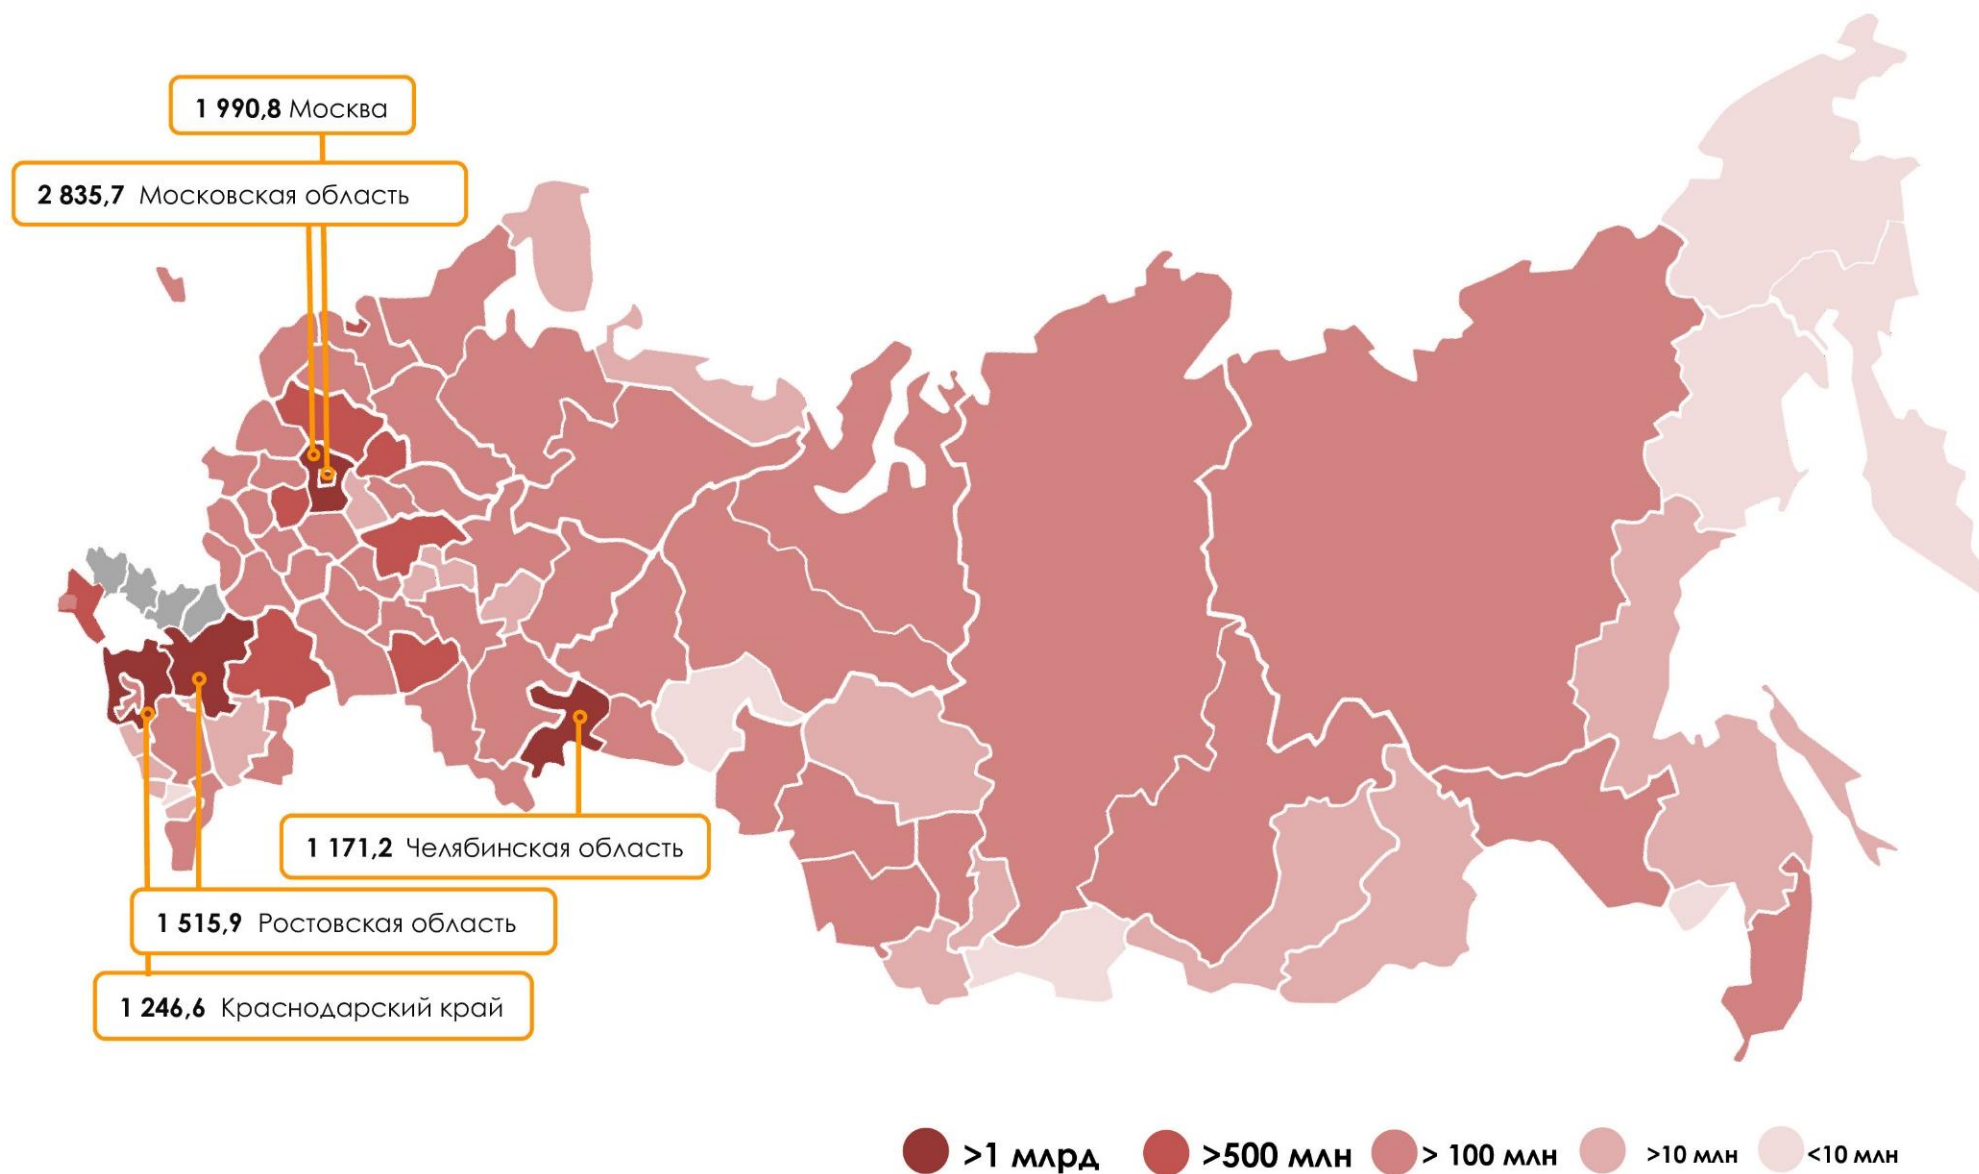 1 990,8 Москва
2 835,7 Московская область
1 171,2 Челябинская область
1 515,9 Ростовская область
1 246,6 Краснодарский край
>1 млрд >500 млн > 100 млн >10 млн <10 млн